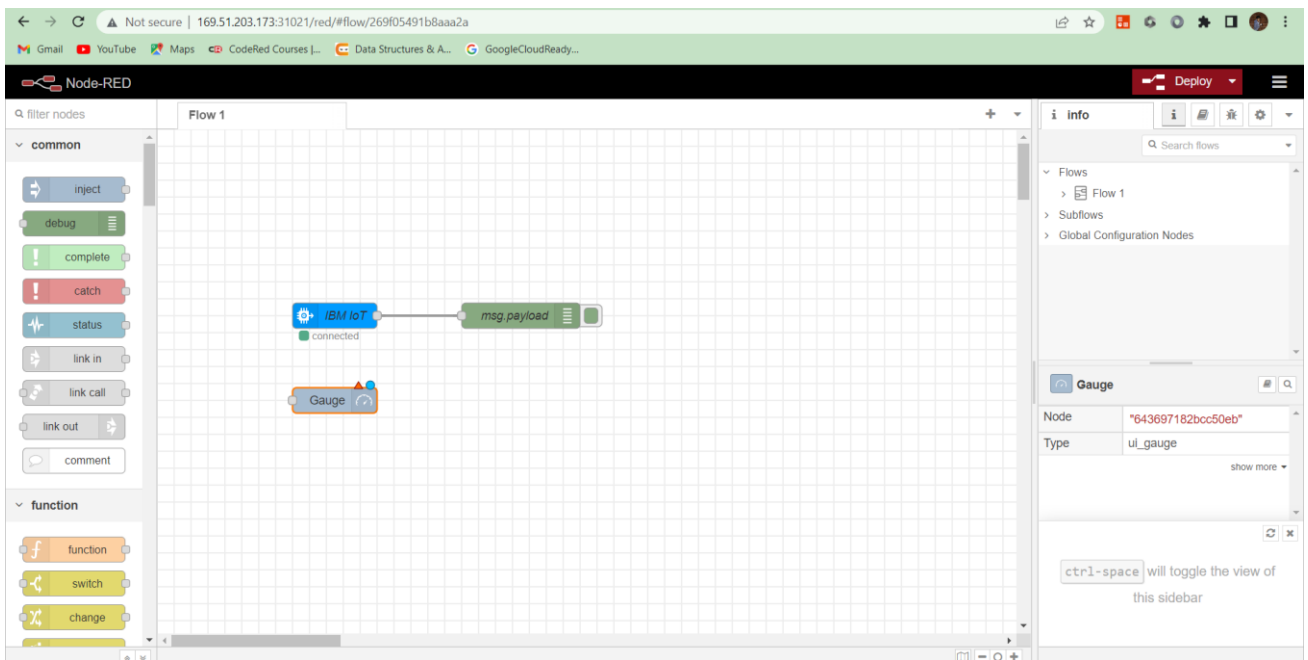 Not secure | 169.51.203.173:31021/red/#flow/269f05491b8aaa2a
Gmail YouTube Maps CodeRed Courses |... Data Structures & A... GoogleCloudReady...
Node-RED
Deploy
filter nodes
Flow 1
i info
i
Search flows
common
inject
debug
complete
catch
status
link in
link call
link out
comment
function
function
switch
change
IBM IoT
connected
msg.payload
Gauge
Flows
Flow 1
Subflows
Global Configuration Nodes
Gauge
Node "643697182bcc50eb"
Type ui_gauge
show more
ctrl-space will toggle the view of
this sidebar